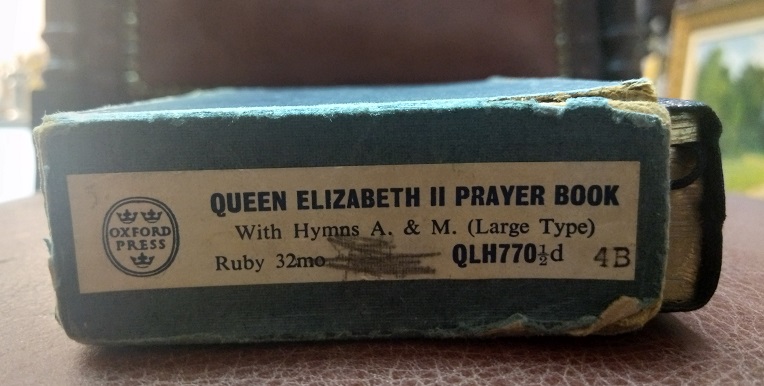 OXFORD
PRESS
QUEEN ELIZABETH II PRAYER BOOK
With Hymns A. & M. (Large Type)
Ruby 32mo QLH770½d 4B